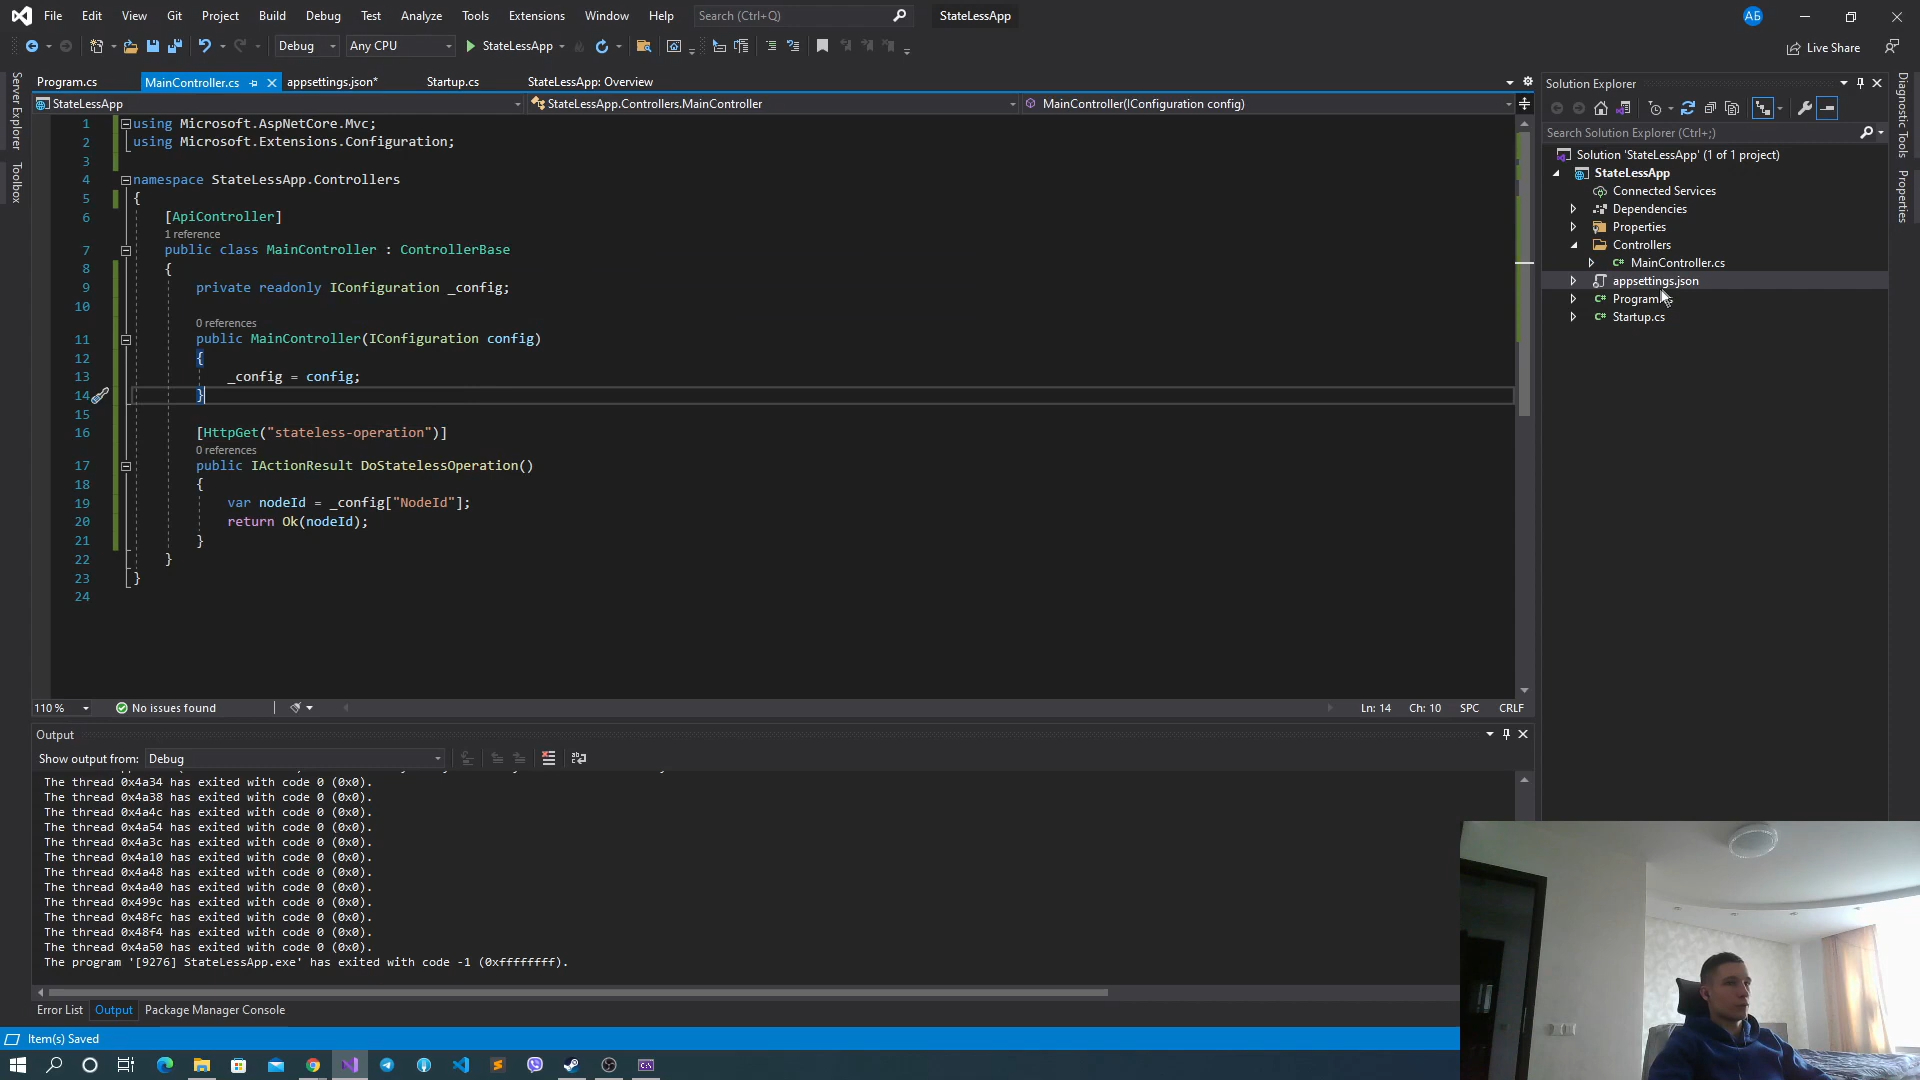 File Edit View Git Project Build Debug Test Analyze Tools Extensions Window Help Search (Ctrl+Q) StateLessApp АБ
Debug Any CPU StateLessApp Live Share
Program.cs MainController.cs appsettings.json* Startup.cs StateLessApp: Overview
StateLessApp StateLessApp.Controllers.MainController MainController(IConfiguration config)
1 using Microsoft.AspNetCore.Mvc;
2 using Microsoft.Extensions.Configuration;
3
4 namespace StateLessApp.Controllers
5 {
6 [ApiController]
1 reference
7 public class MainController : ControllerBase
8 {
9 private readonly IConfiguration _config;
10
0 references
11 public MainController(IConfiguration config)
12 {
13 _config = config;
14 }
15
16 [HttpGet("stateless-operation")]
0 references
17 public IActionResult DoStatelessOperation()
18 {
19 var nodeId = _config["NodeId"];
20 return Ok(nodeId);
21 }
22 }
23 }
24
110 % No issues found Ln: 14 Ch: 10 SPC CRLF
Output
Show output from: Debug
The thread 0x4a34 has exited with code 0 (0x0).
The thread 0x4a38 has exited with code 0 (0x0).
The thread 0x4a4c has exited with code 0 (0x0).
The thread 0x4a54 has exited with code 0 (0x0).
The thread 0x4a3c has exited with code 0 (0x0).
The thread 0x4a10 has exited with code 0 (0x0).
The thread 0x4a48 has exited with code 0 (0x0).
The thread 0x4a40 has exited with code 0 (0x0).
The thread 0x499c has exited with code 0 (0x0).
The thread 0x48fc has exited with code 0 (0x0).
The thread 0x48f4 has exited with code 0 (0x0).
The thread 0x4a50 has exited with code 0 (0x0).
The program '[9276] StateLessApp.exe' has exited with code -1 (0xffffffff).
Error List Output Package Manager Console
Item(s) Saved
Server Explorer
Toolbox
Solution Explorer
Search Solution Explorer (Ctrl+;)
Solution 'StateLessApp' (1 of 1 project)
StateLessApp
Connected Services
Dependencies
Properties
Controllers
C# MainController.cs
appsettings.json
C#
C# Startup.cs
Diagnostic Tools
Properties